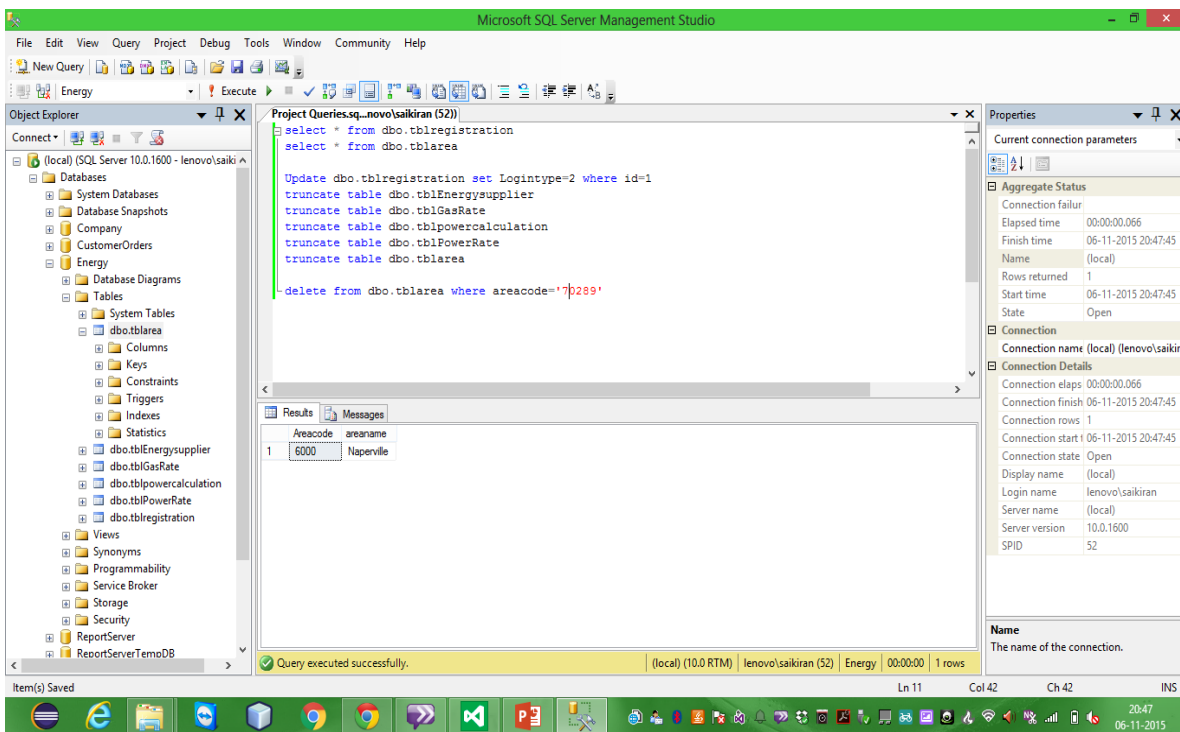 Microsoft SQL Server Management Studio
File Edit View Query Project Debug Tools Window Community Help
New Query
Energy Execute
Object Explorer
Connect
(local) (SQL Server 10.0.1600 - lenovo\saiki
Databases
System Databases
Database Snapshots
Company
CustomerOrders
Energy
Database Diagrams
Tables
System Tables
dbo.tblarea
Columns
Keys
Constraints
Triggers
Indexes
Statistics
dbo.tblEnergysupplier
dbo.tblGasRate
dbo.tblpowercalculation
dbo.tblPowerRate
dbo.tblregistration
Views
Synonyms
Programmability
Service Broker
Storage
Security
ReportServer
ReportServerTempDB
Project Queries.sq...novo\saikiran (52))
select * from dbo.tblregistration
select * from dbo.tblarea
Update dbo.tblregistration set Logintype=2 where id=1
truncate table dbo.tblEnergysupplier
truncate table dbo.tblGasRate
truncate table dbo.tblpowercalculation
truncate table dbo.tblPowerRate
truncate table dbo.tblarea
delete from dbo.tblarea where areacode='70289'
Results Messages
Areacode areaname
1 6000 Naperville
Query executed successfully. (local) (10.0 RTM) lenovo\saikiran (52) Energy 00:00:00 1 rows
Properties
Current connection parameters
Aggregate Status
Connection failur
Elapsed time 00:00:00.066
Finish time 06-11-2015 20:47:45
Name (local)
Rows returned 1
Start time 06-11-2015 20:47:45
State Open
Connection
Connection name (local) (lenovo\saikir
Connection Details
Connection elaps 00:00:00.066
Connection finish 06-11-2015 20:47:45
Connection rows 1
Connection start t 06-11-2015 20:47:45
Connection state Open
Display name (local)
Login name lenovo\saikiran
Server name (local)
Server version 10.0.1600
SPID 52
Name
The name of the connection.
Item(s) Saved Ln 11 Col 42 Ch 42 INS
20:47
06-11-2015